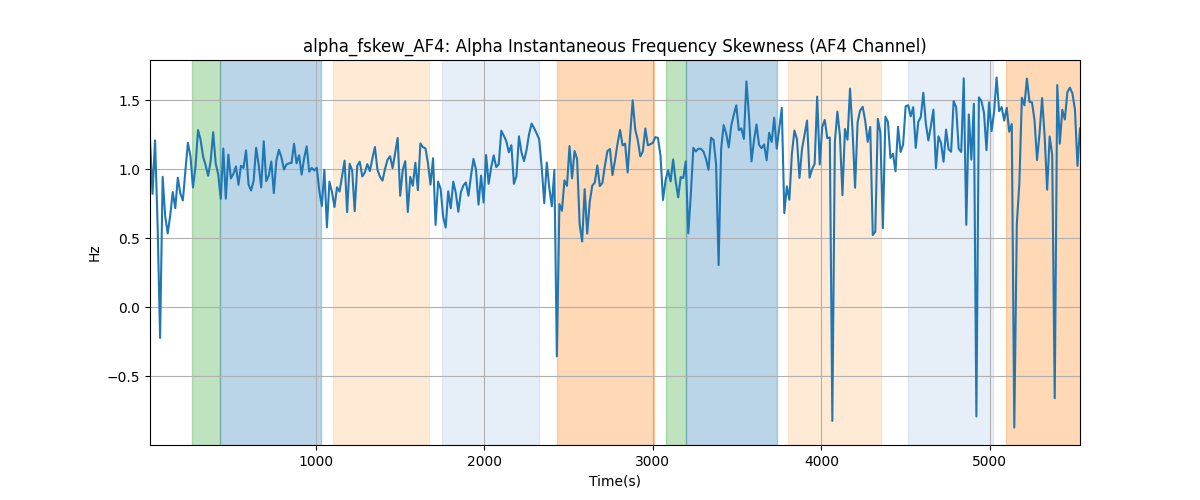 alpha_fskew_AF4: Alpha Instantaneous Frequency Skewness (AF4 Channel)
1.5
1.0
0.5
0.0
−0.5
Hz
1000 2000 3000 4000 5000
Time(s)